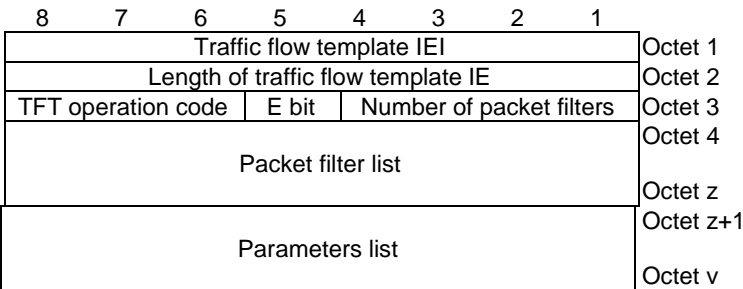 8 7 6 5 4 3 2 1
Traffic flow template IEI Octet 1
Length of traffic flow template IE Octet 2
TFT operation code E bit Number of packet filters Octet 3
Octet 4
Packet filter list
Octet z
Octet z+1
Parameters list
Octet v